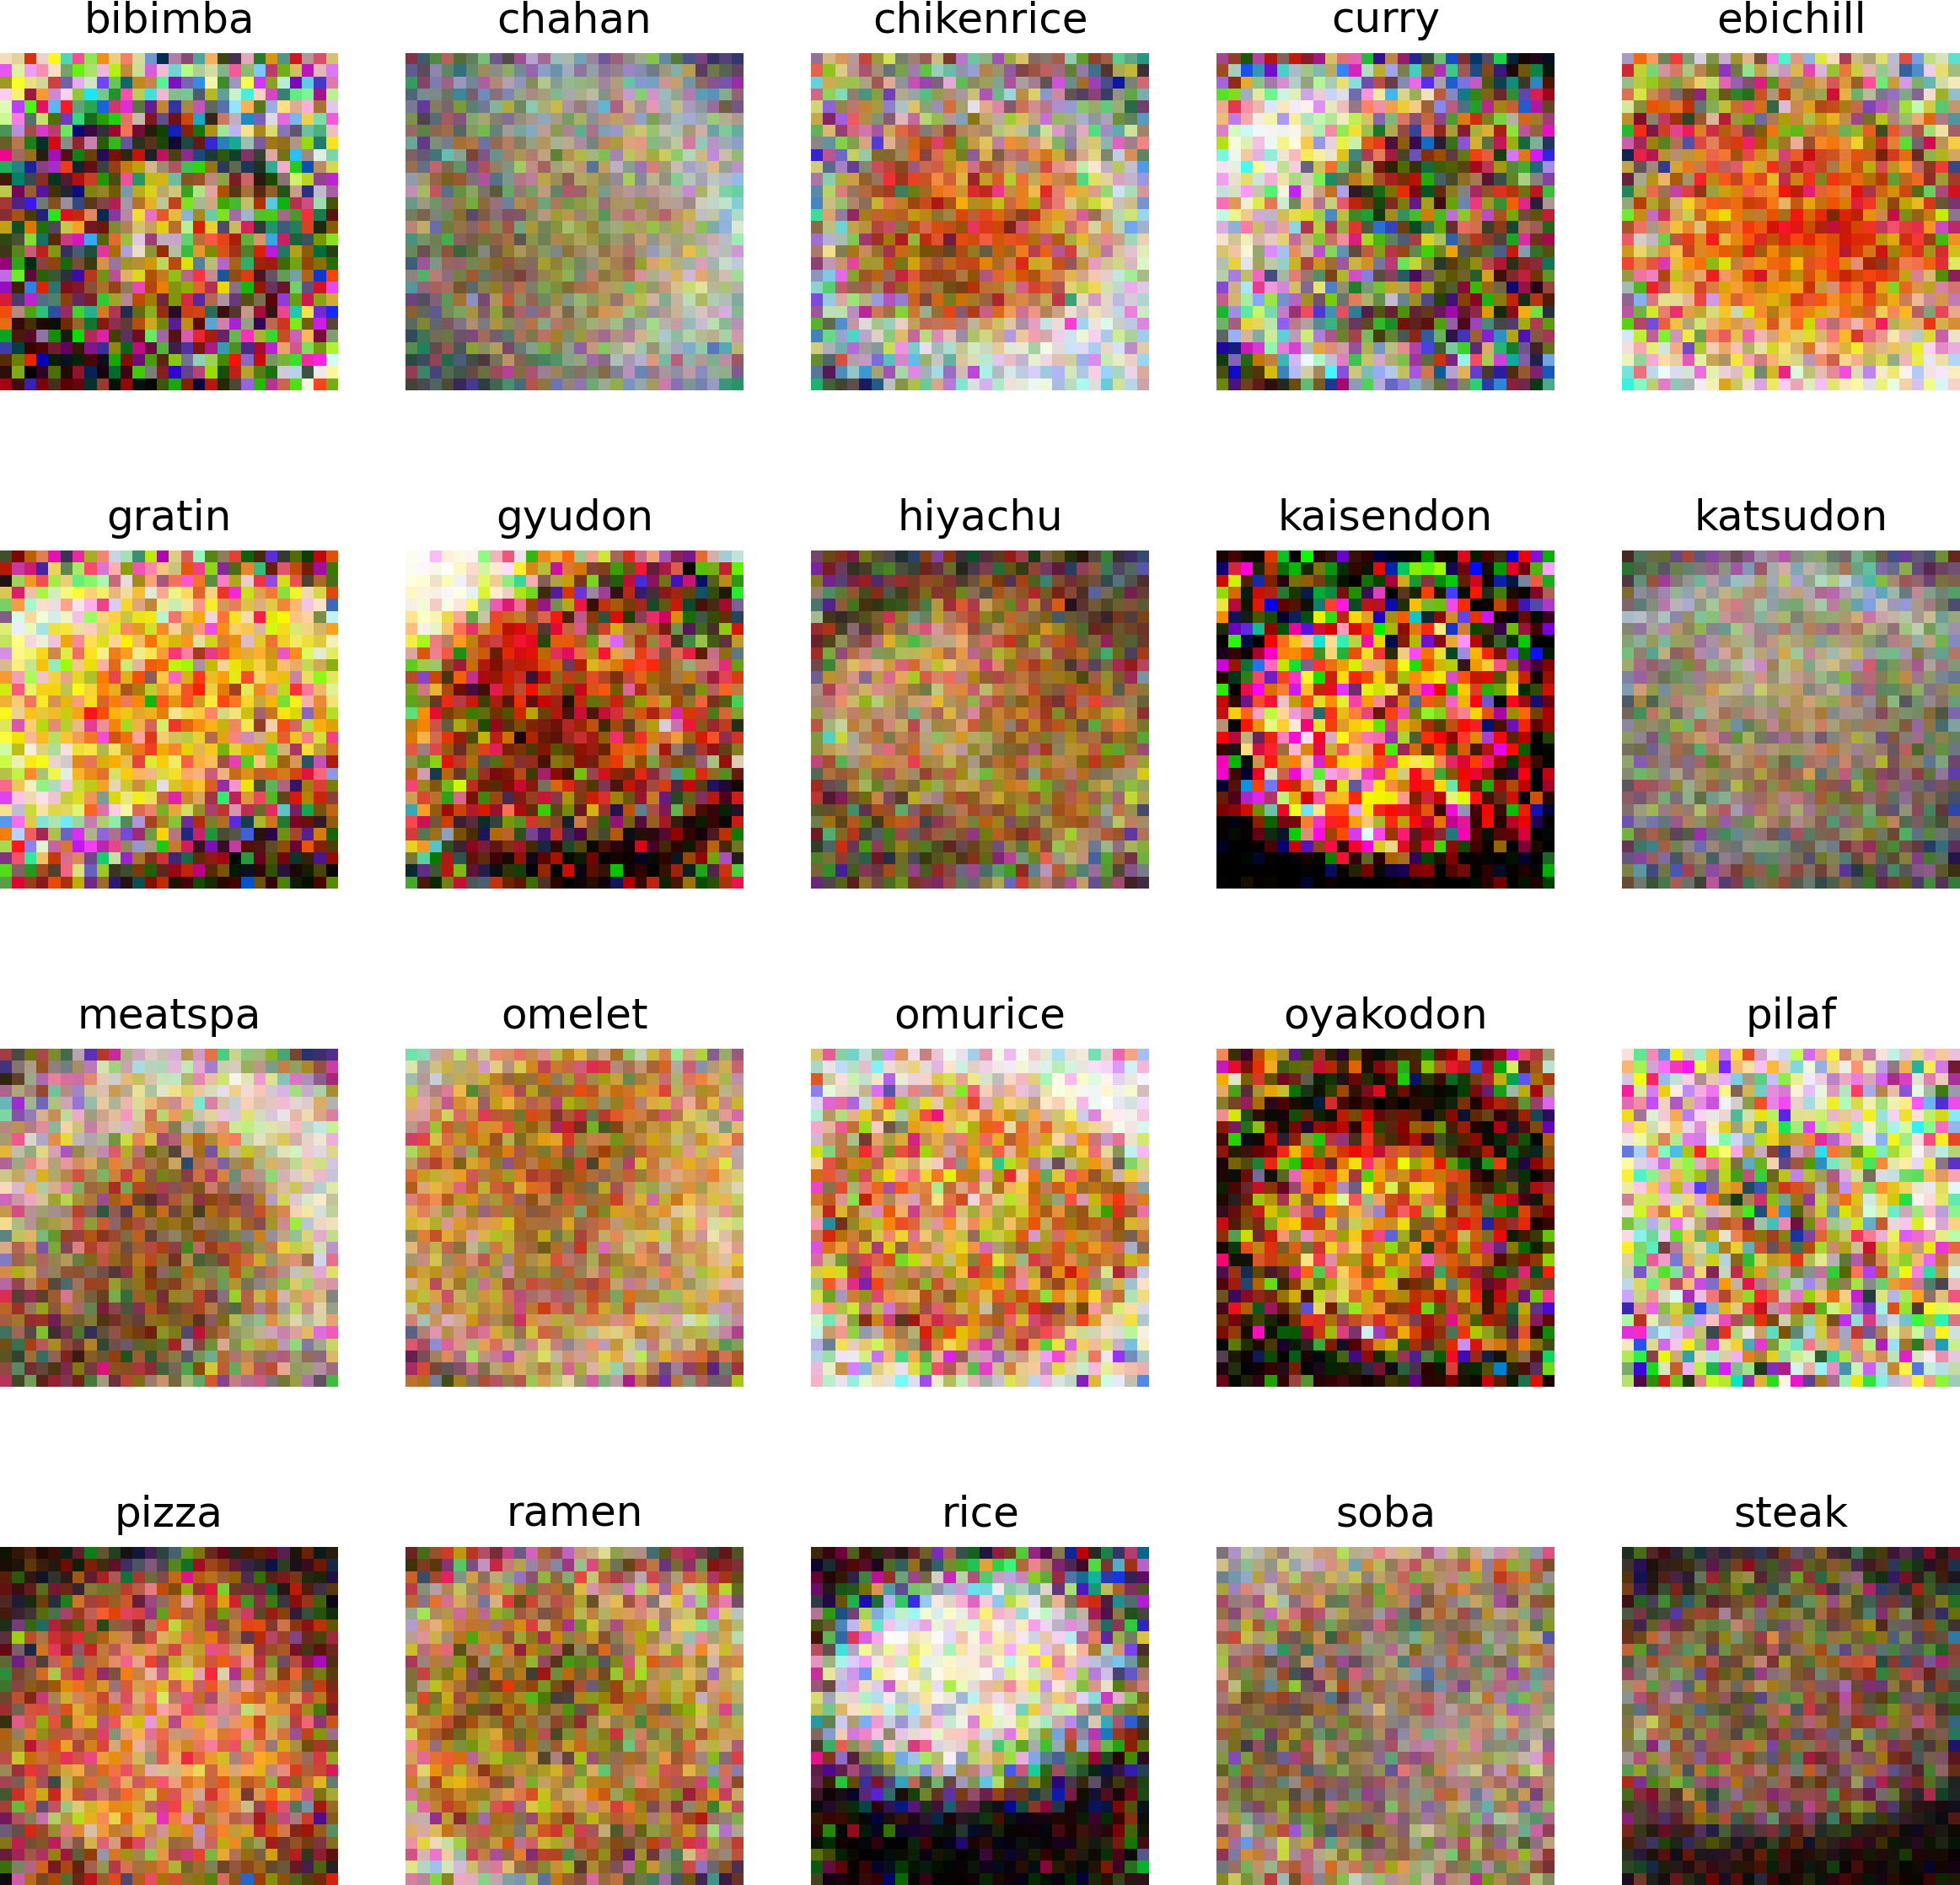 bibimba chahan chikenrice curry ebichill
gratin gyudon hiyachu kaisendon katsudon
meatspa omelet omurice oyakodon pilaf
pizza ramen rice soba steak